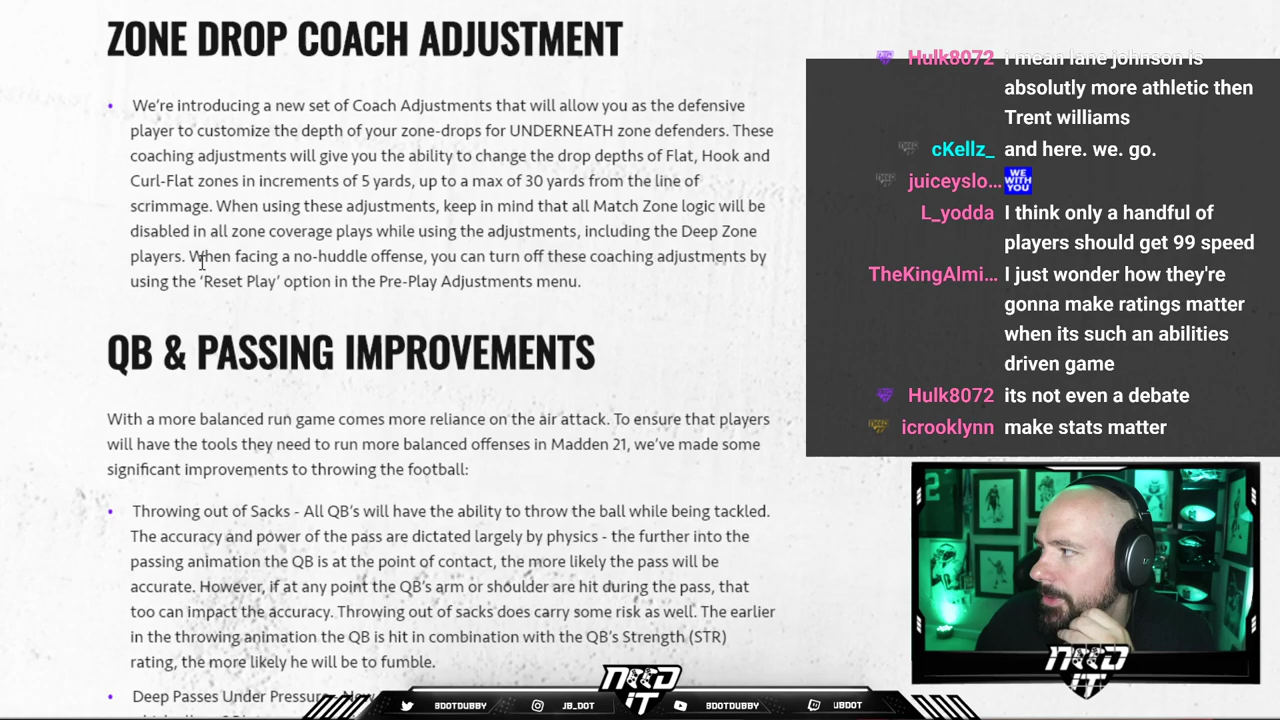 ZONE DROP COACH ADJUSTMENT
We're introducing a new set of Coach Adjustments that will allow you as the defensive
player to customize the depth of your zone-drops for UNDERNEATH zone defenders. These
coaching adjustments will give you the ability to change the drop depths of Flat, Hook and
Curl-Flat zones in increments of 5 yards, up to a max of 30 yards from the line of
scrimmage. When using these adjustments, keep in mind that all Match Zone logic will be
disabled in all zone coverage plays while using the adjustments, including the Deep Zone
players. When facing a no-huddle offense, you can turn off these coaching adjustments by
using the ‘Reset Play’ option in the Pre-Play Adjustments menu.
QB & PASSING IMPROVEMENTS
With a more balanced run game comes more reliance on the air attack. To ensure that players
will have the tools they need to run more balanced offenses in Madden 21, we've made some
significant improvements to throwing the football:
Throwing out of Sacks - All QB's will have the ability to throw the ball while being tackled.
The accuracy and power of the pass are dictated largely by physics - the further into the
passing animation the QB is at the point of contact, the more likely the pass will be
accurate. However, if at any point the QB's arm or shoulder are hit during the pass, that
too can impact the accuracy. Throwing out of sacks does carry some risk as well. The earlier
in the throwing animation the QB is hit in combination with the QB's Strength (STR)
rating, the more likely he will be to fumble.
Deep Passes Under Pressure - Now
Hulk8072 i mean lane johnson is
absolutly more athletic then
Trent williams
cKellz_ and here. we. go.
juiceyslo... WE WITH YOU
L_yodda I think only a handful of
players should get 99 speed
TheKingAlmi... I just wonder how they're
gonna make ratings matter
when its such an abilities
driven game
Hulk8072 its not even a debate
icrooklynn make stats matter
NEED IT
NEED IT
BDOTDUBBY JB_DOT BDOTDUBBY UBDOT